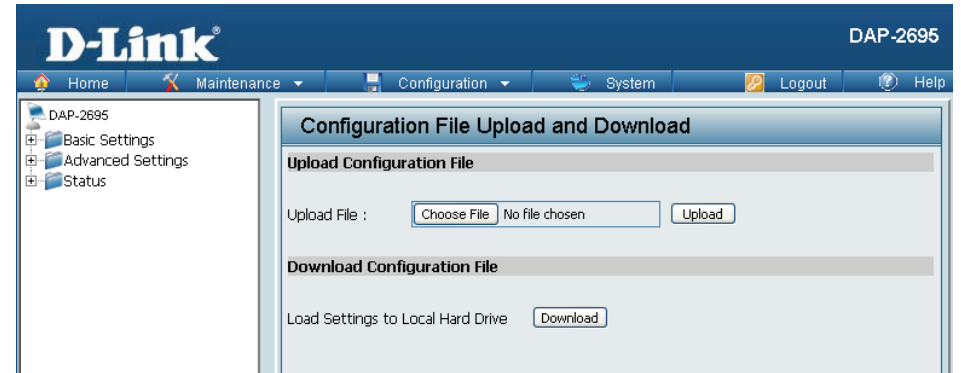 D-Link®
DAP-2695
Home Maintenance Configuration System Logout Help
DAP-2695
Basic Settings
Advanced Settings
Status
Configuration File Upload and Download
Upload Configuration File
Upload File : Choose File No file chosen Upload
Download Configuration File
Load Settings to Local Hard Drive Download